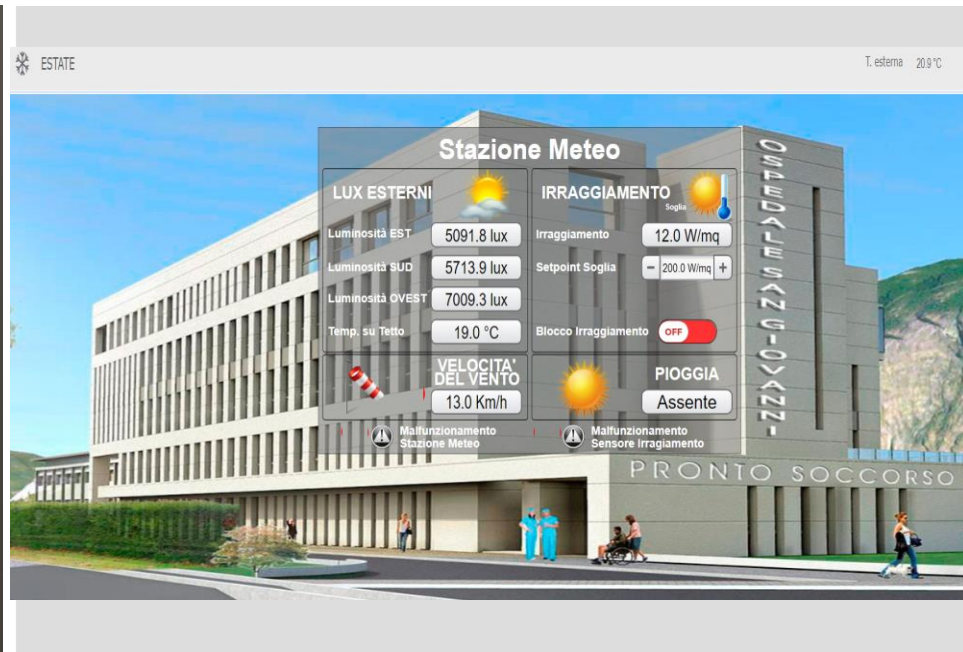 ESTATE
T. esterna 20.9 °C
Stazione Meteo
LUX ESTERNI
Luminosità EST 5091.8 lux
Luminosità SUD 5713.9 lux
Luminosità OVEST 7009.3 lux
Temp. su Tetto 19.0 °C
IRRAGGIAMENTO
Soglia
Irraggiamento 12.0 W/mq
Setpoint Soglia - 200.0 W/mq +
Blocco Irraggiamento OFF
VELOCITA'
DEL VENTO
13.0 Km/h
PIOGGIA
Assente
Malfunzionamento
Stazione Meteo
Malfunzionamento
Sensore Irragiamento
OSPEDALE SAN GIOVANNI
PRONTO SOCCORSO